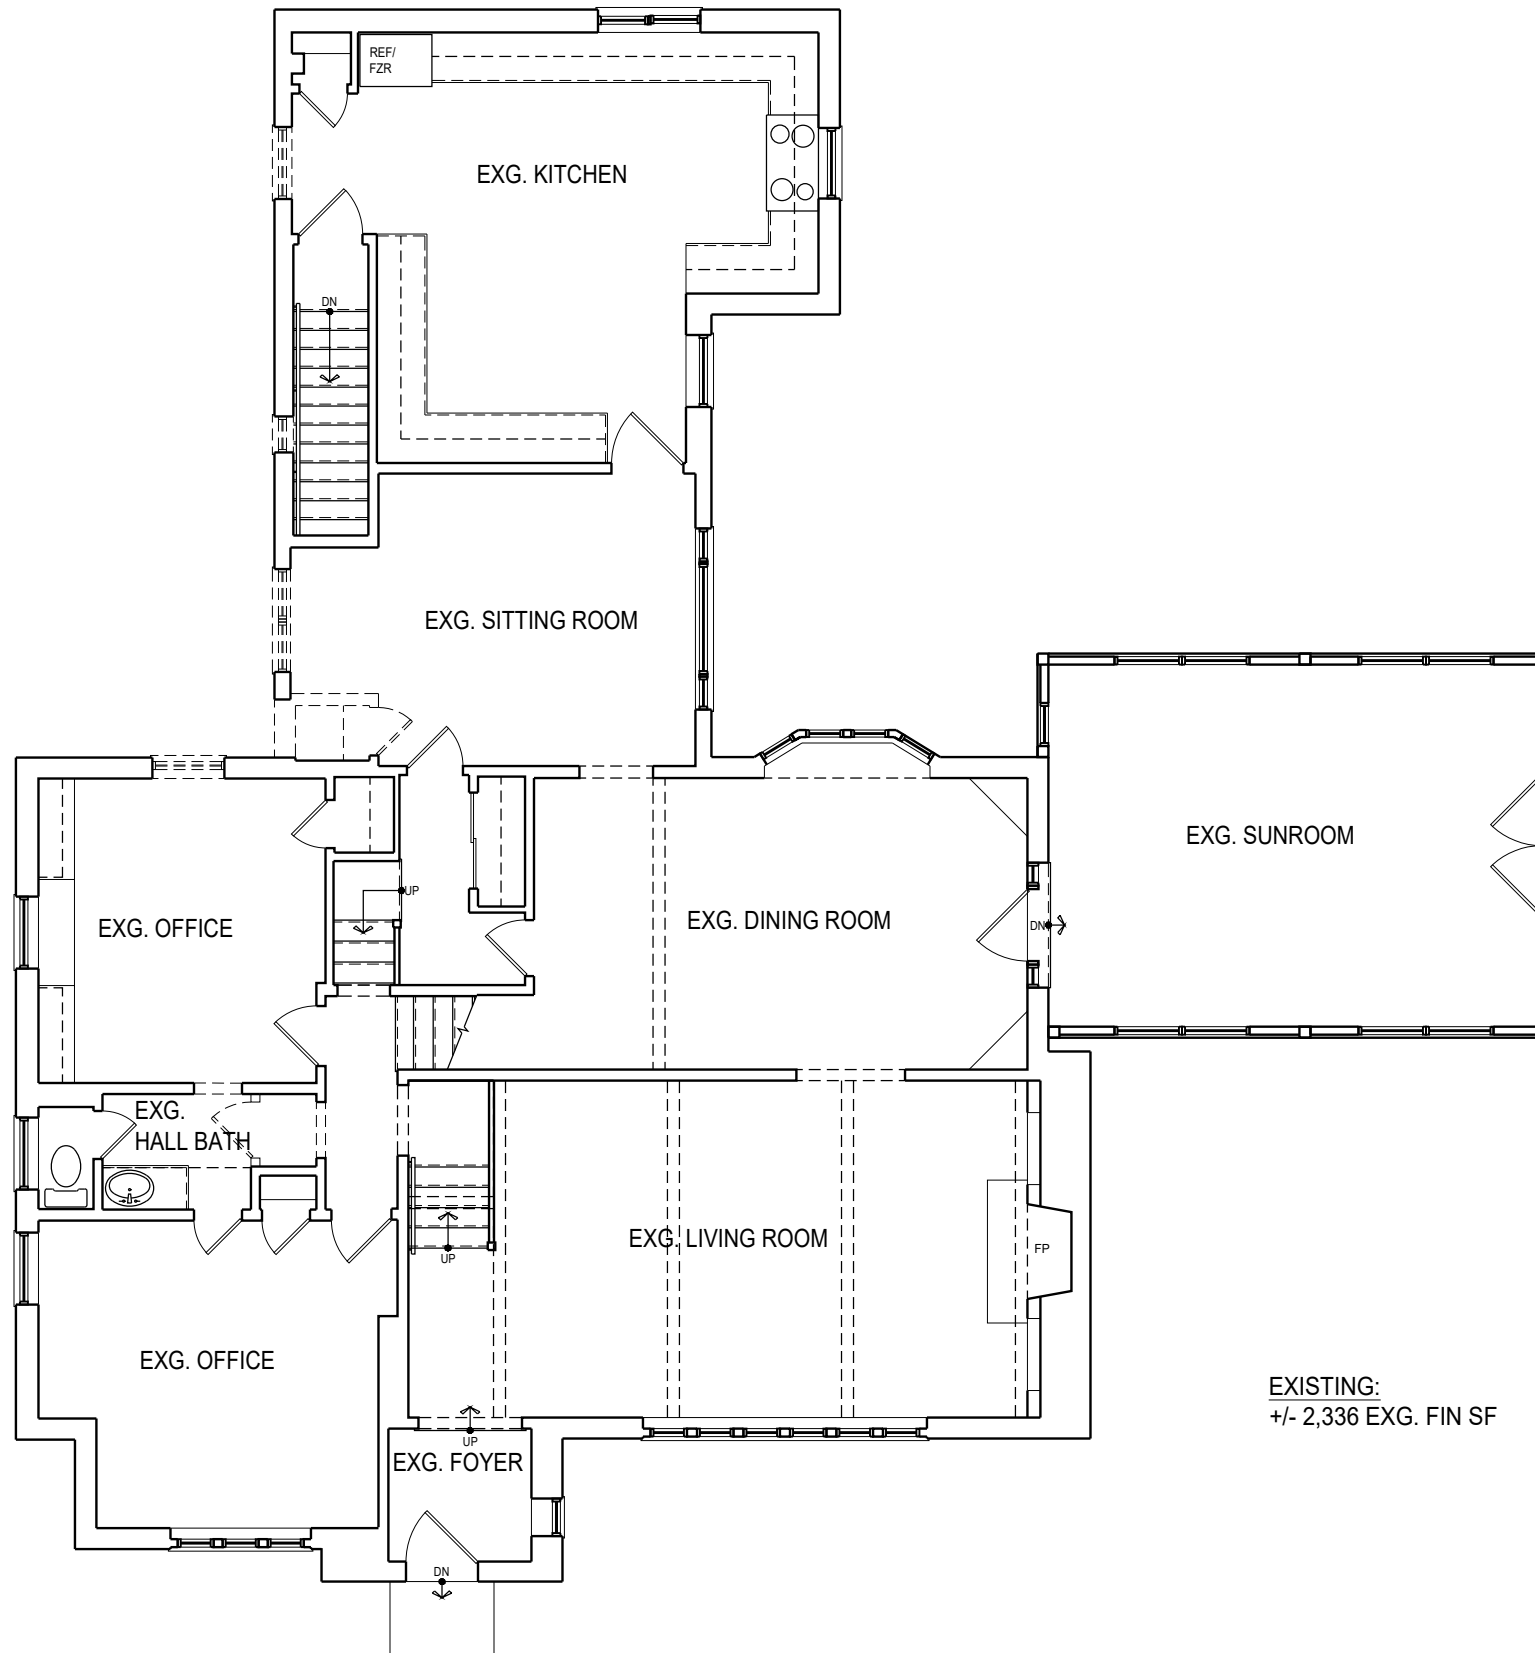 REF/
FZR
EXG. KITCHEN
DN
EXG. SITTING ROOM
EXG. SUNROOM
UP
EXG. OFFICE
EXG. DINING ROOM
DN
EXG.
HALL BATH
EXG. LIVING ROOM
FP
UP
EXG. OFFICE
EXISTING:
+/- 2,336 EXG. FIN SF
UP
EXG. FOYER
DN